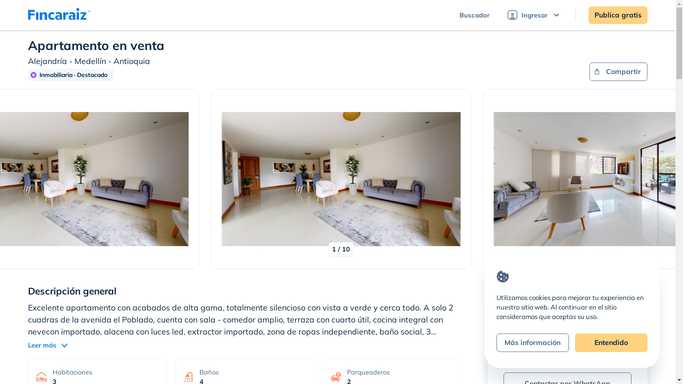 Fincaraiz
Buscador
Ingresar
Publica gratis
Apartamento en venta
Alejandría - Medellín - Antioquia
Inmobiliaria · Destacado
Compartir
1 / 10
Descripción general
Excelente apartamento con acabados de alta gama, totalmente silencioso con vista a verde y cerca todo. A solo 2
cuadras de la avenida el Poblado, cuenta con sala - comedor amplio, terraza con cuarto útil, cocina integral con
nevecon importado, alacena con luces led, extractor importado, zona de ropas independiente, baño social, 3...
Leer más
Habitaciones
3
Baños
4
Parqueaderos
2
Utilizamos cookies para mejorar tu experiencia en
nuestro sitio web. Al continuar en el sitio
consideramos que aceptas su uso.
Más información
Entendido
Contactar por WhatsApp